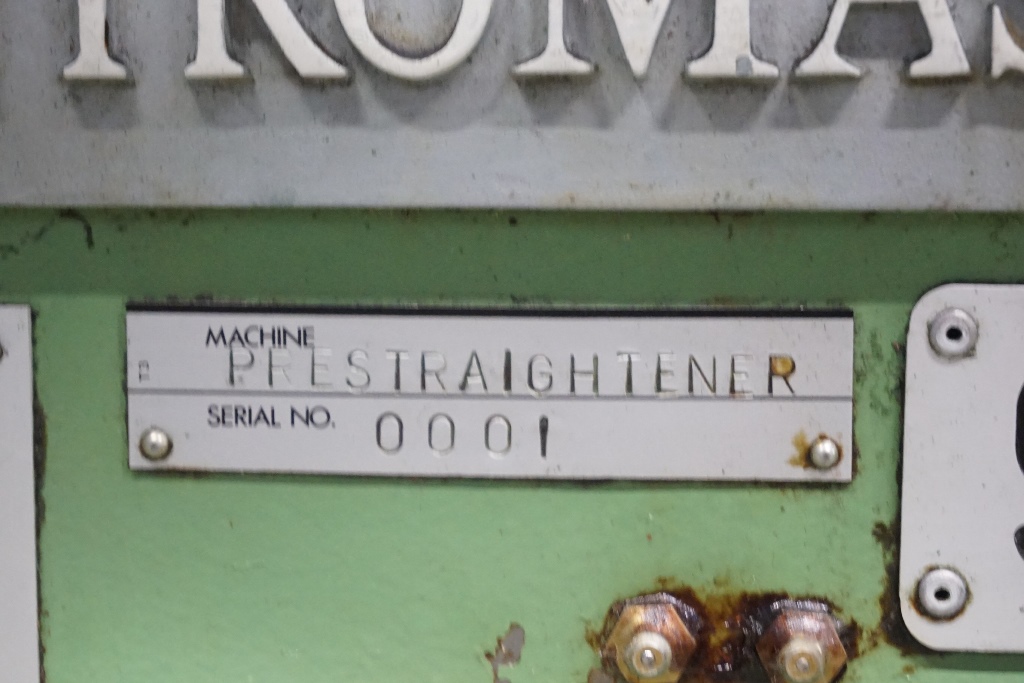 MACHINE
PRESTRAIGHTENER
SERIAL NO.
0001